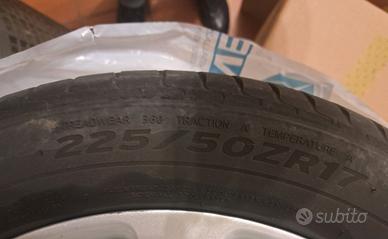 TREADWEAR 360 TRACTION A TEMPERATURE A
225/50ZR17
subito